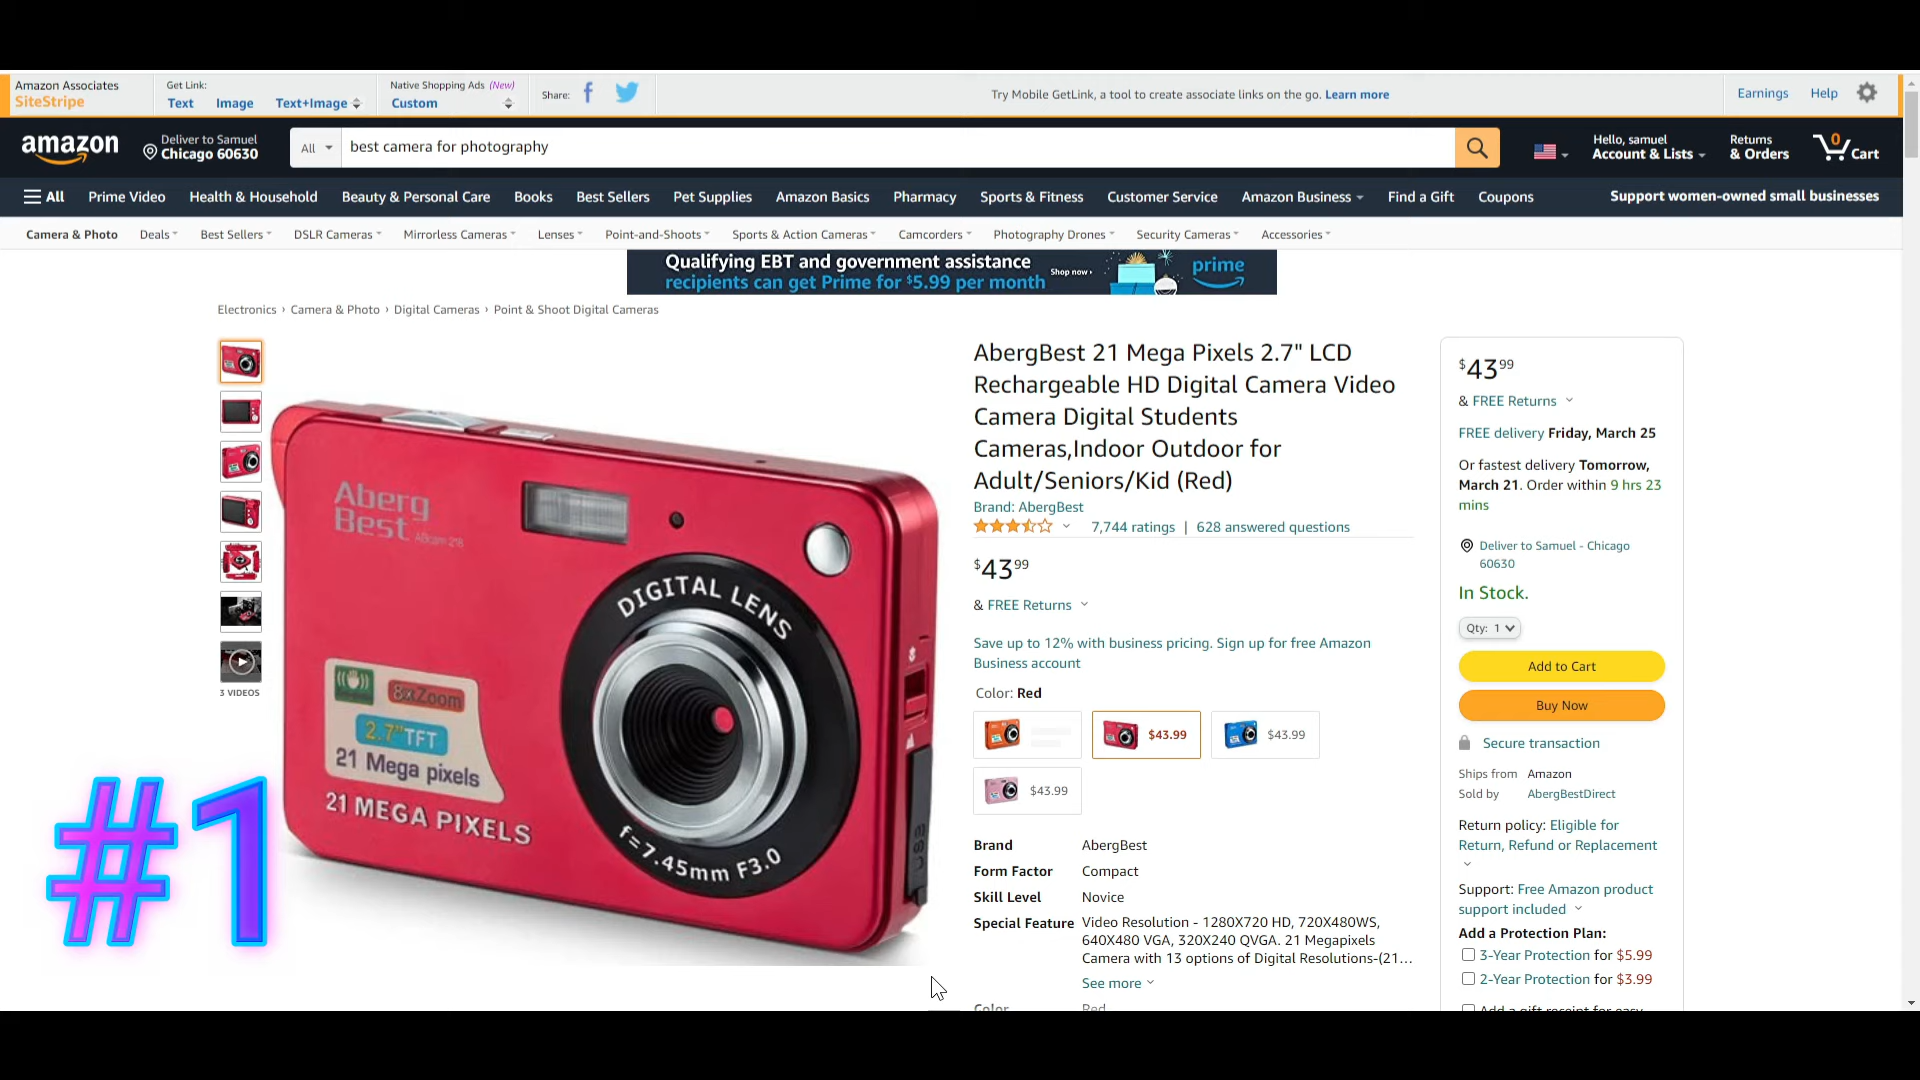 Amazon Associates
SiteStripe
Get Link:
Text Image Text+Image
Native Shopping Ads (New)
Custom
Share:
Try Mobile GetLink, a tool to create associate links on the go. Learn more
Earnings Help
amazon
Deliver to Samuel
Chicago 60630
All
best camera for photography
Hello, samuel
Account & Lists
Returns
& Orders
0
Cart
All Prime Video Health & Household Beauty & Personal Care Books Best Sellers Pet Supplies Amazon Basics Pharmacy Sports & Fitness Customer Service Amazon Business Find a Gift Coupons
Support women-owned small businesses
Camera & Photo Deals Best Sellers DSLR Cameras Mirrorless Cameras Lenses Point-and-Shoots Sports & Action Cameras Camcorders Photography Drones Security Cameras Accessories
Qualifying EBT and government assistance
recipients can get Prime for $5.99 per month
Shop now ›
prime
Electronics › Camera & Photo › Digital Cameras › Point & Shoot Digital Cameras
3 VIDEOS
Aberg
Best ABcam 218
DIGITAL LENS
f=7.45mm F3.0
8xZoom
2.7"TFT
21 Mega pixels
21 MEGA PIXELS
USB
#1
AbergBest 21 Mega Pixels 2.7" LCD
Rechargeable HD Digital Camera Video
Camera Digital Students
Cameras,Indoor Outdoor for
Adult/Seniors/Kid (Red)
Brand: AbergBest
7,744 ratings | 628 answered questions
$43.99
& FREE Returns
Save up to 12% with business pricing. Sign up for free Amazon
Business account
Color: Red
$43.99
$43.99
$43.99
Brand AbergBest
Form Factor Compact
Skill Level Novice
Special Feature Video Resolution - 1280X720 HD, 720X480WS,
640X480 VGA, 320X240 QVGA. 21 Megapixels
Camera with 13 options of Digital Resolutions-(21...
See more
Color Red
$43.99
& FREE Returns
FREE delivery Friday, March 25
Or fastest delivery Tomorrow,
March 21. Order within 9 hrs 23
mins
Deliver to Samuel - Chicago
60630
In Stock.
Qty: 1
Add to Cart
Buy Now
Secure transaction
Ships from Amazon
Sold by AbergBestDirect
Return policy: Eligible for
Return, Refund or Replacement
Support: Free Amazon product
support included
Add a Protection Plan:
3-Year Protection for $5.99
2-Year Protection for $3.99
Add a gift receipt for easy